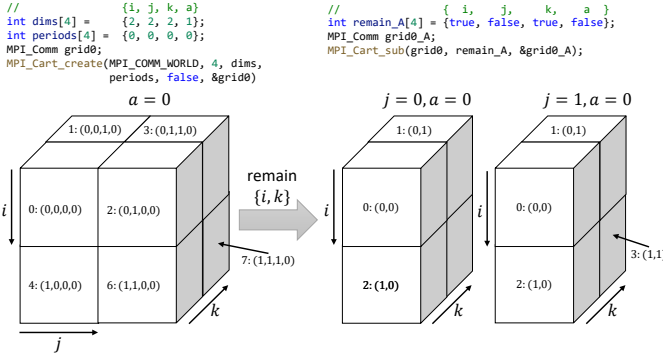 //              {i, j, k, a}
int dims[4] =    {2, 2, 2, 1};
int periods[4] =  {0, 0, 0, 0};
MPI_Comm grid0;
MPI_Cart_create(MPI_COMM_WORLD, 4, dims,
periods, false, &grid0)
//              {  i,    j,    k,    a  }
int remain_A[4] = {true, false, true, false};
MPI_Comm grid0_A;
MPI_Cart_sub(grid0, remain_A, &grid0_A);
a = 0
1: (0,0,1,0)
3: (0,1,1,0)
0: (0,0,0,0)
2: (0,1,0,0)
4: (1,0,0,0)
6: (1,1,0,0)
7: (1,1,1,0)
i
j
k
remain
{i, k}
j = 0, a = 0
1: (0,1)
0: (0,0)
2: (1,0)
i
k
j = 1, a = 0
1: (0,1)
0: (0,0)
2: (1,0)
3: (1,1)
i
k